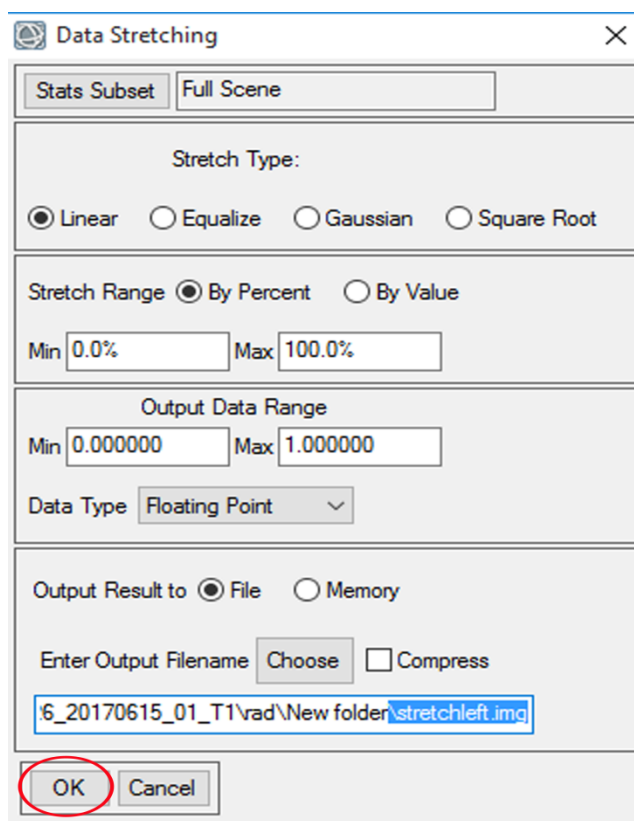 Data Stretching
Stats Subset Full Scene
Stretch Type:
Linear Equalize Gaussian Square Root
Stretch Range By Percent By Value
Min 0.0% Max 100.0%
Output Data Range
Min 0.000000 Max 1.000000
Data Type Floating Point
Output Result to File Memory
Enter Output Filename Choose Compress
6_20170615_01_T1\rad\New folder\stretchleft.img
OK Cancel